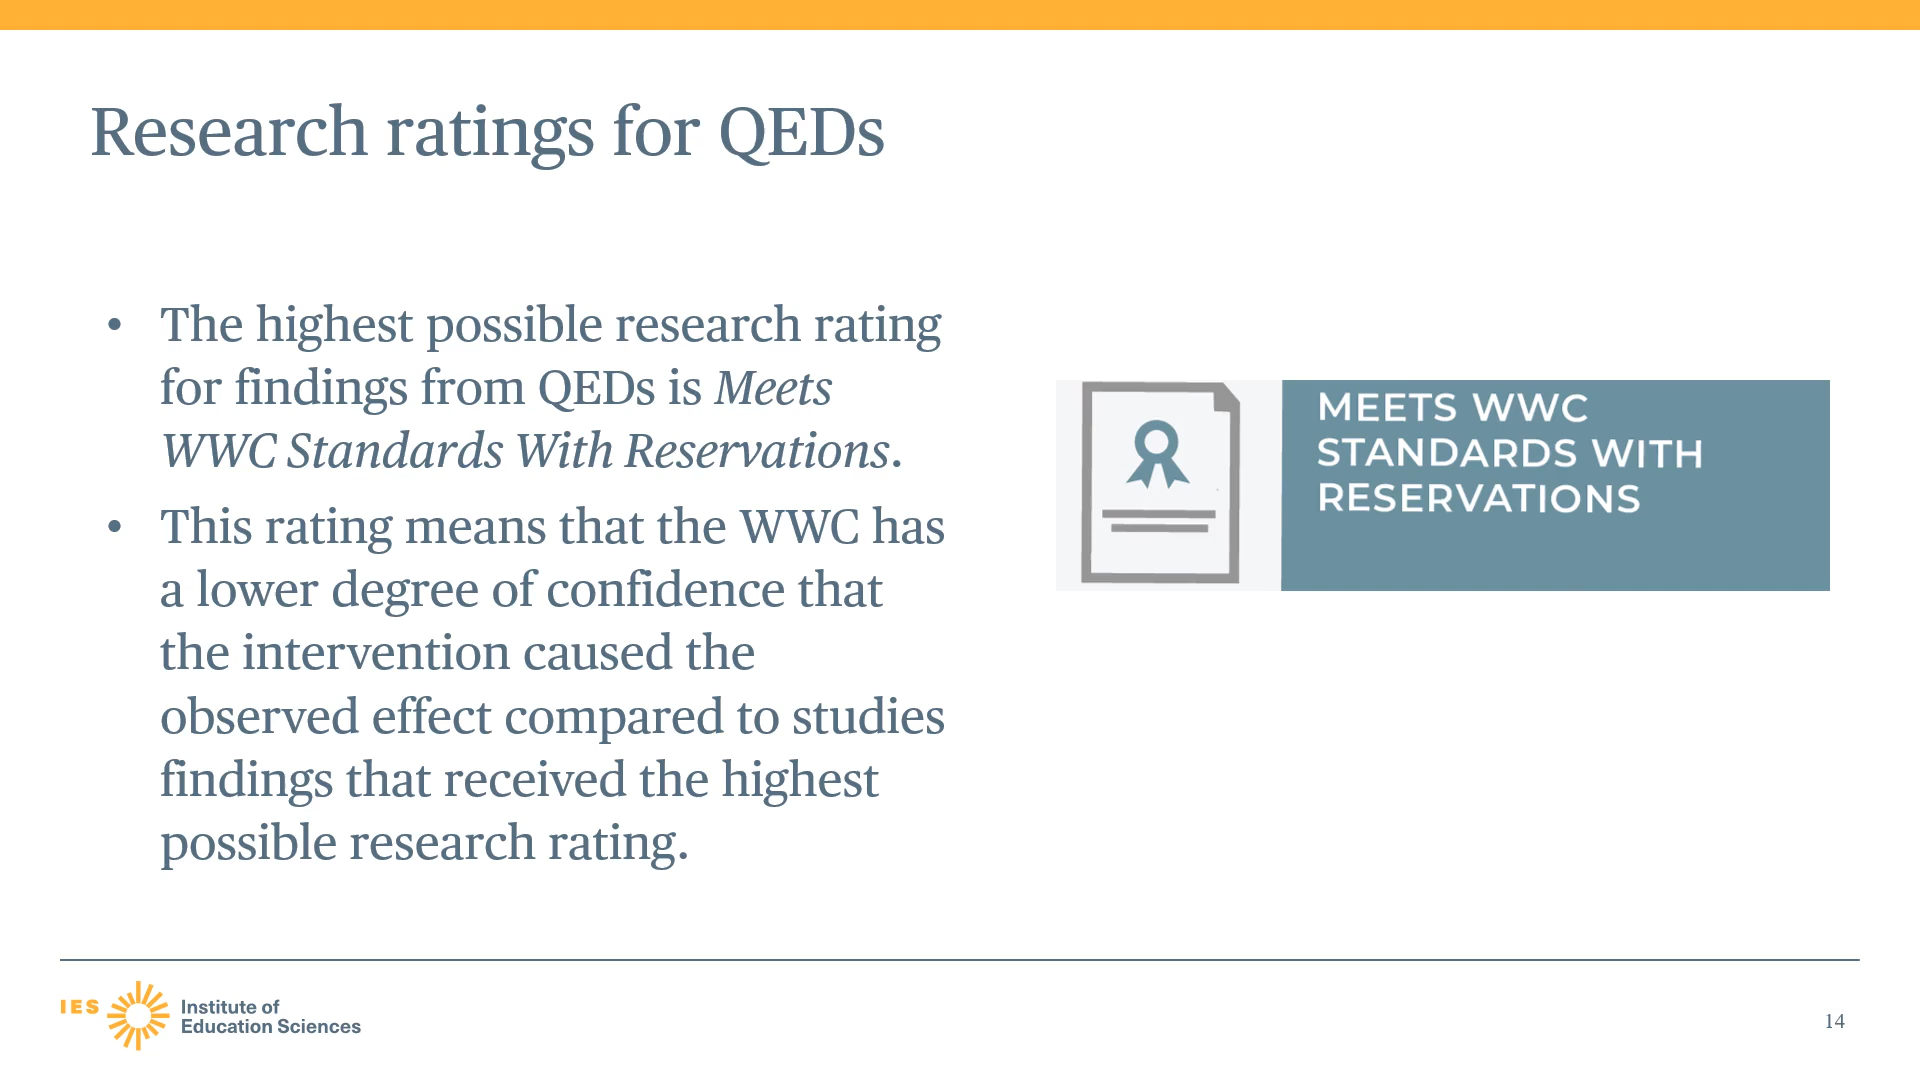 Research ratings for QEDs
• The highest possible research rating
for findings from QEDs is Meets
WWC Standards With Reservations.
• This rating means that the WWC has
a lower degree of confidence that
the intervention caused the
observed effect compared to studies
findings that received the highest
possible research rating.
MEETS WWC
STANDARDS WITH
RESERVATIONS
IES
Institute of
Education Sciences
14